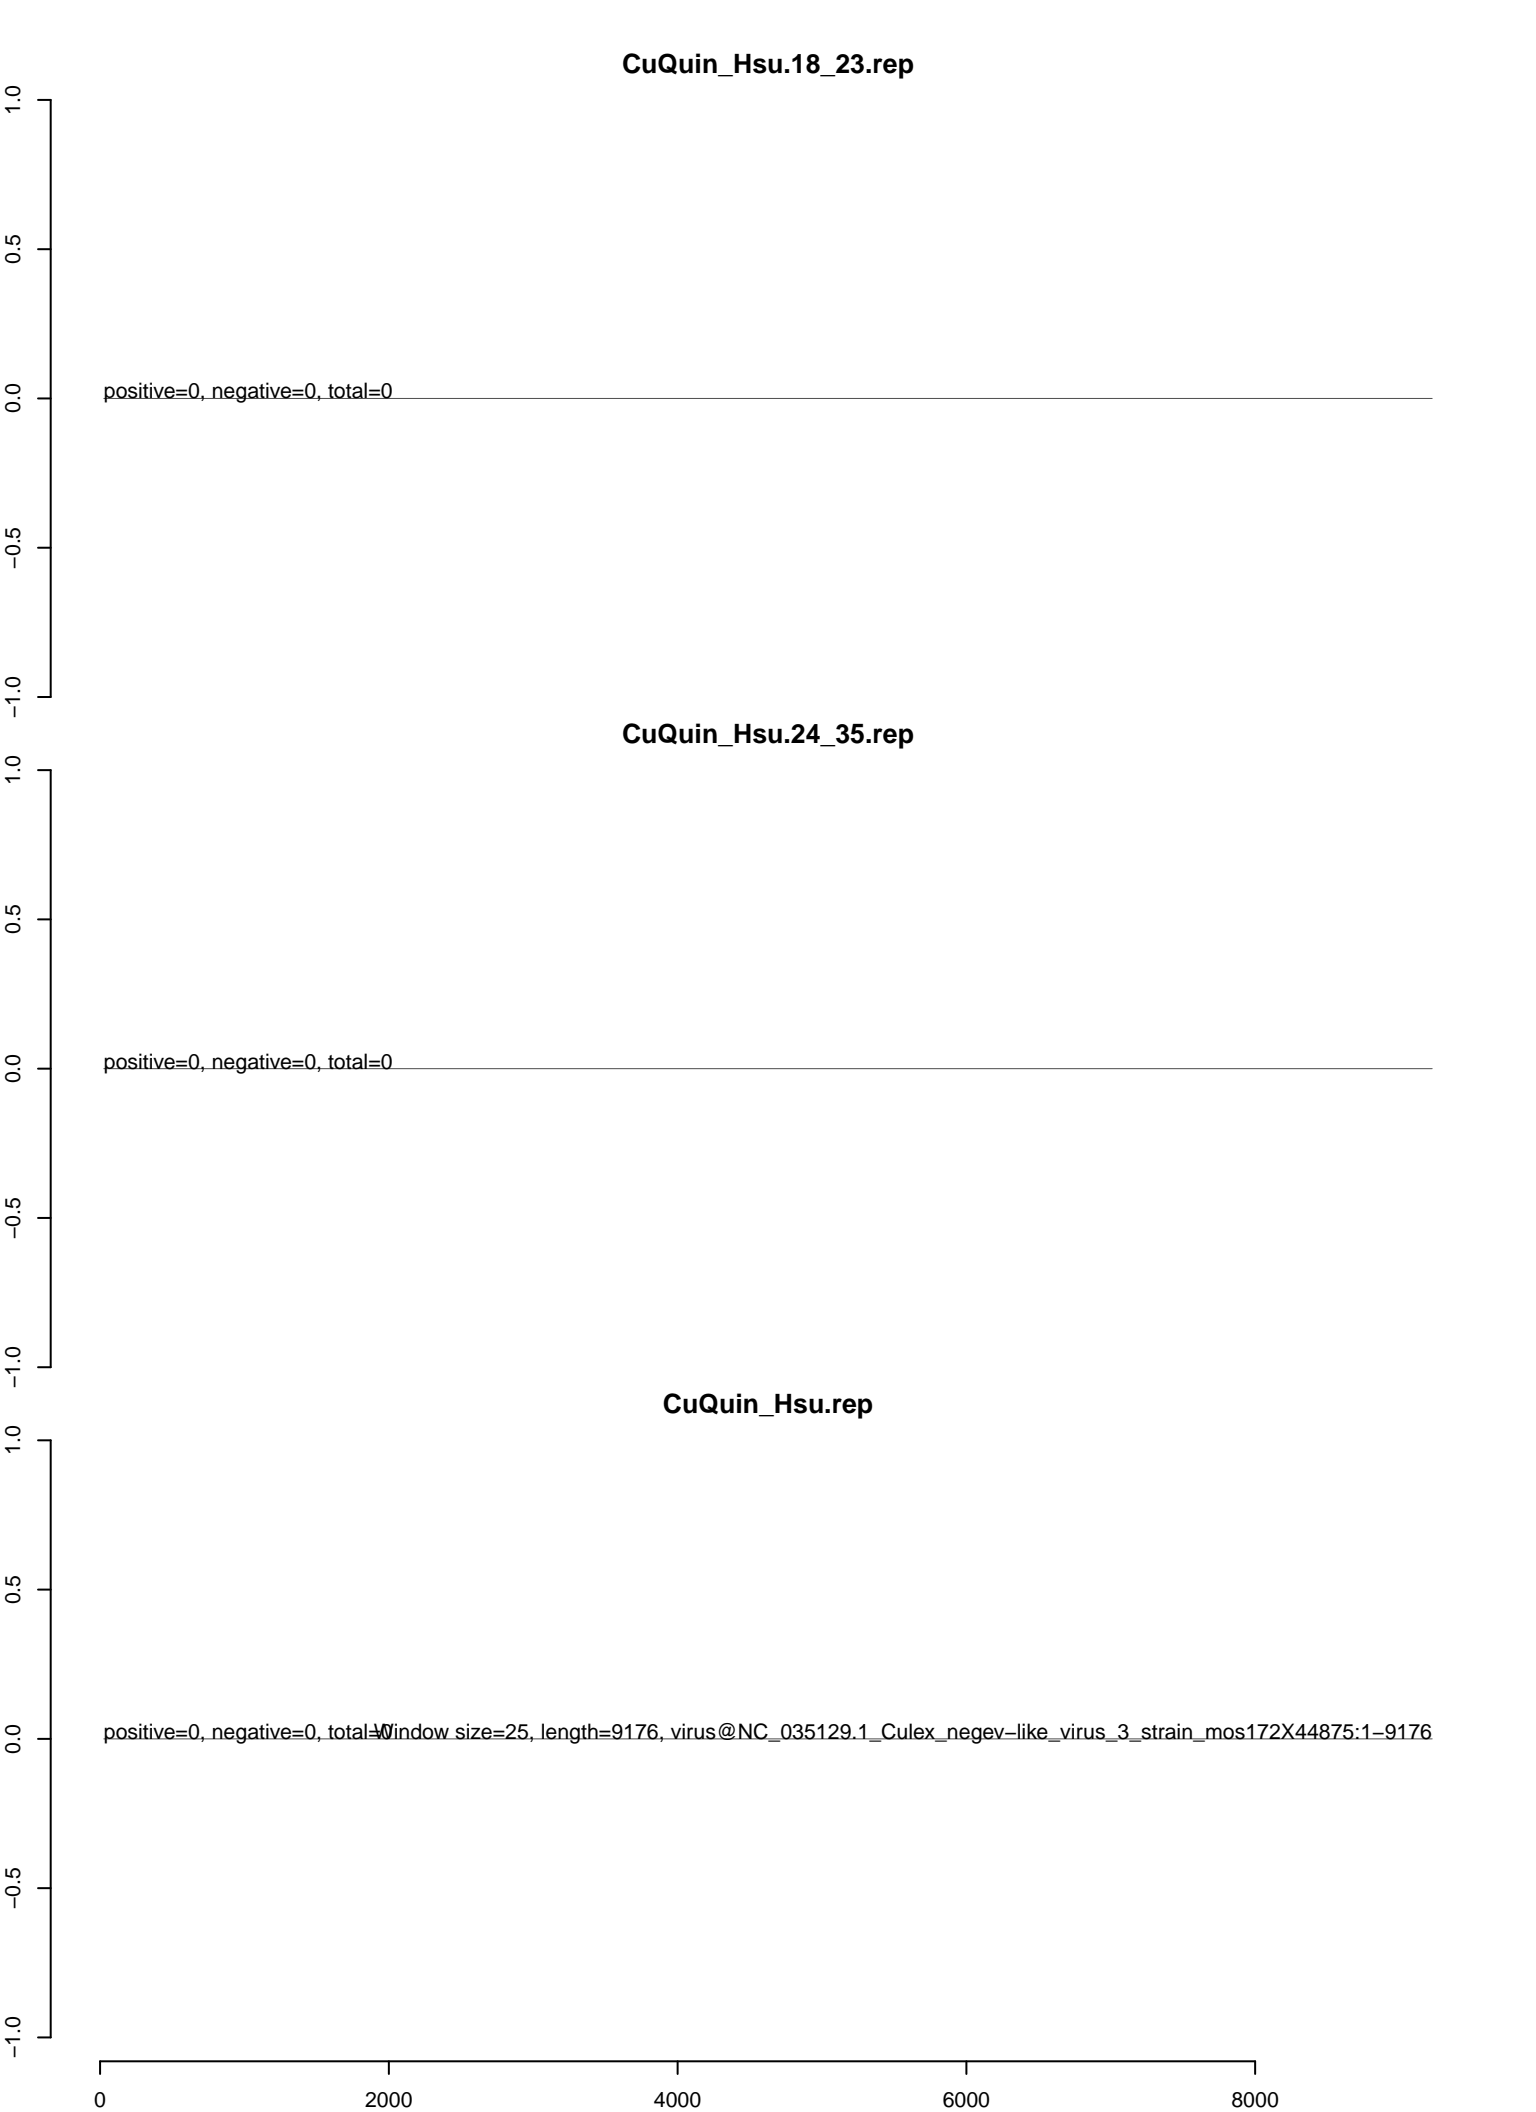 CuQuin_Hsu.18_23.rep
1.0
0.5
0.0
−0.5
−1.0
positive=0, negative=0, total=0
CuQuin_Hsu.24_35.rep
1.0
0.5
0.0
−0.5
−1.0
positive=0, negative=0, total=0
CuQuin_Hsu.rep
1.0
0.5
0.0
−0.5
−1.0
positive=0, negative=0, total=0
Window size=25, length=9176, virus@NC_035129.1_Culex_negev−like_virus_3_strain_mos172X44875:1−9176
0 2000 4000 6000 8000